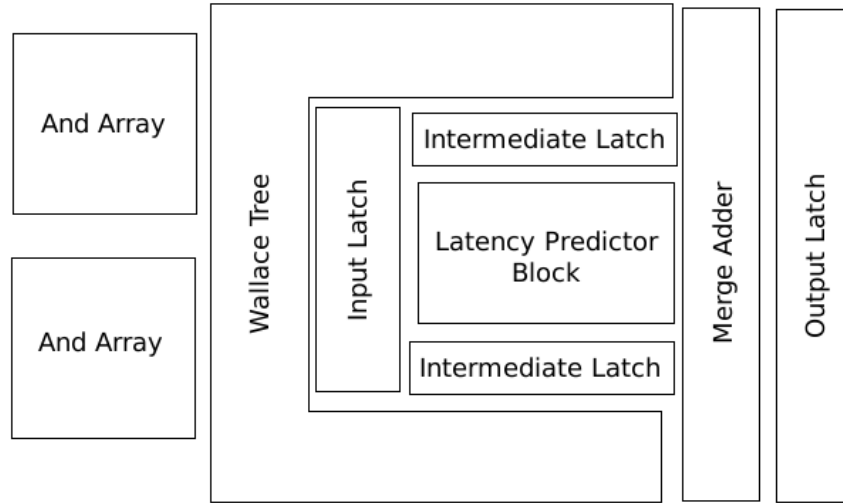 And Array
And Array
Wallace Tree
Input Latch
Intermediate Latch
Latency Predictor
Block
Intermediate Latch
Merge Adder
Output Latch